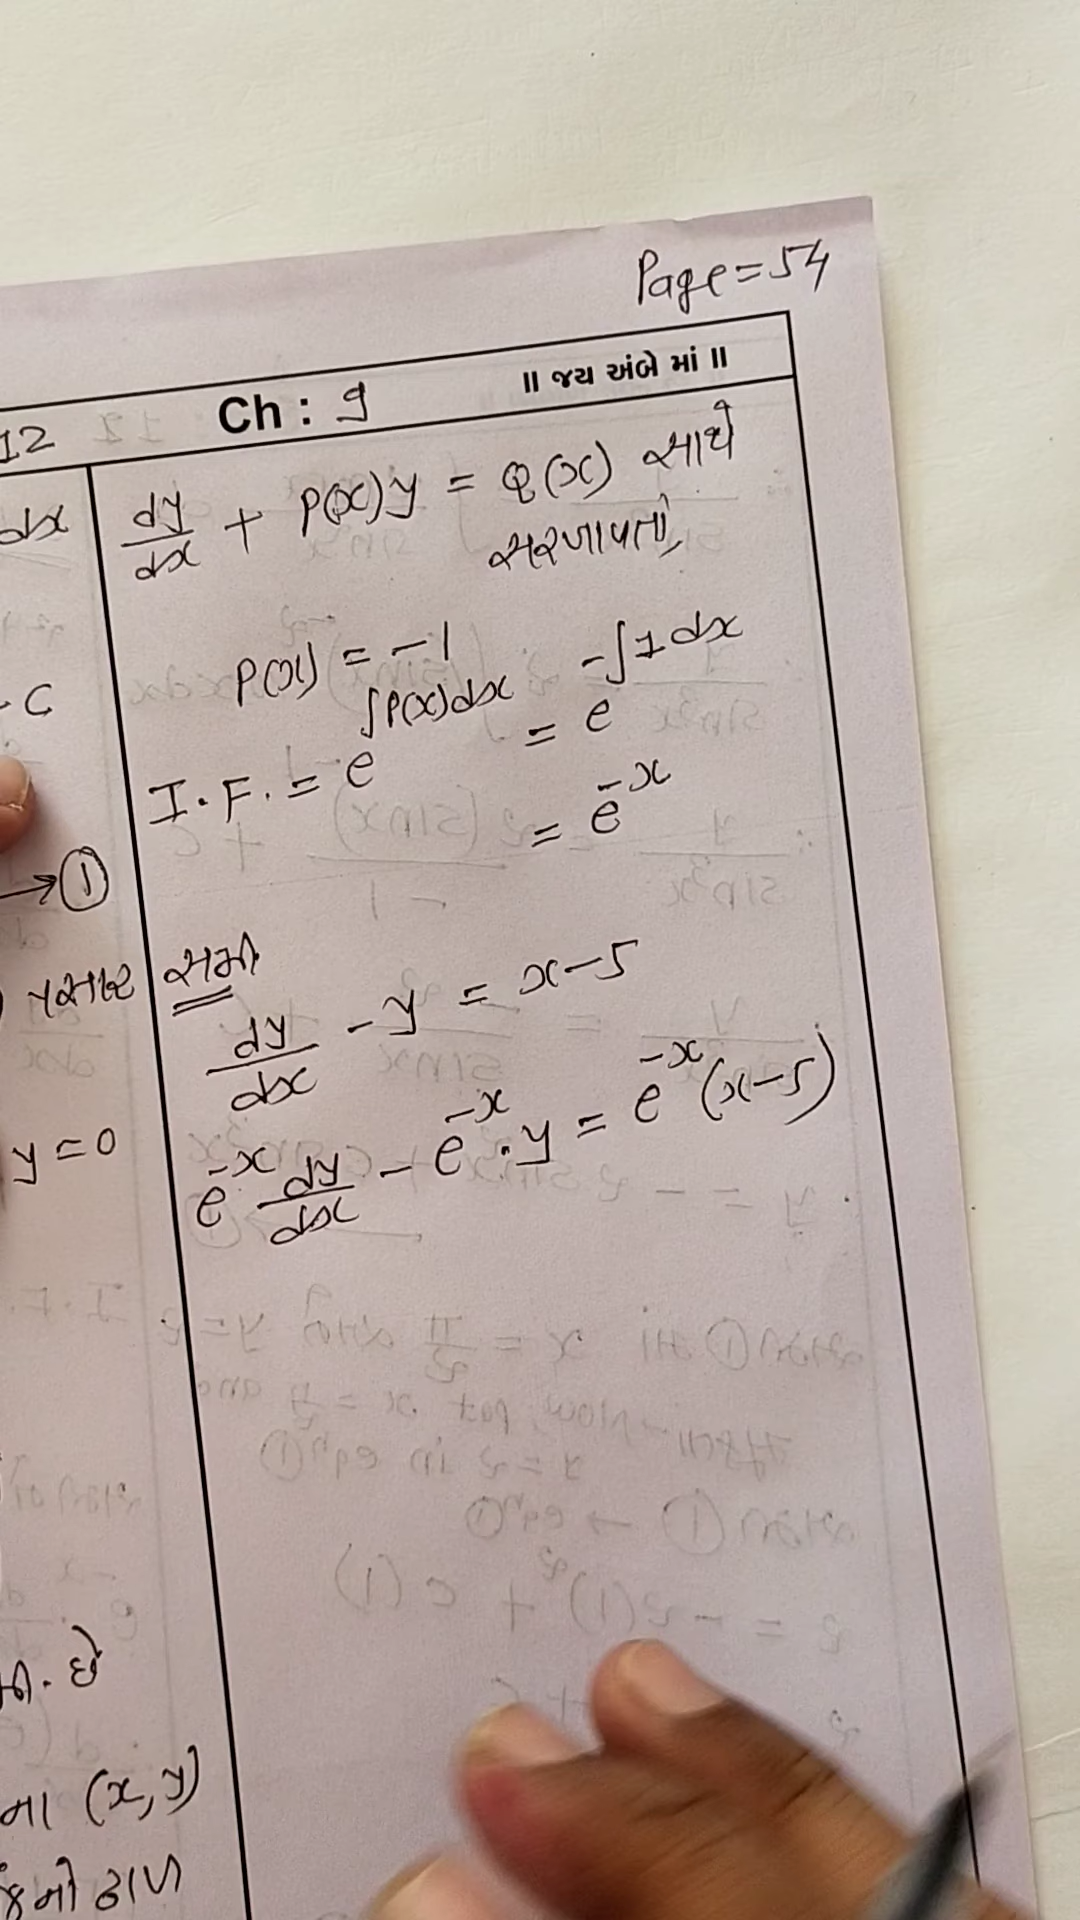 Page = 54
12 Ch : 9 ॥ જય અંબે માં ॥
dx
dy/dx + P(x)y = Q(x) સાથે
સરખાવતાં,
P(x) = -1
- C
I.F. = e^∫P(x)dx = e^-∫1dx
= e^-x
→ ①
સમી.
dy/dx - y = x-5
y = 0
e^-x dy/dx - e^-x . y = e^-x (x-5)
છે
ના (x, y)
નો ઢાળ